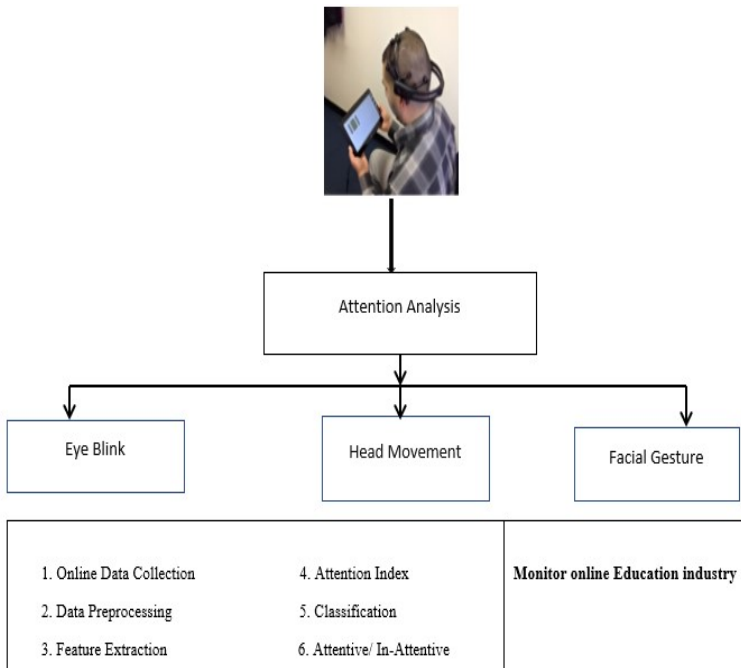 Attention Analysis
Eye Blink
Head Movement
Facial Gesture
1. Online Data Collection
2. Data Preprocessing
3. Feature Extraction
4. Attention Index
5. Classification
6. Attentive/ In-Attentive
Monitor online Education industry